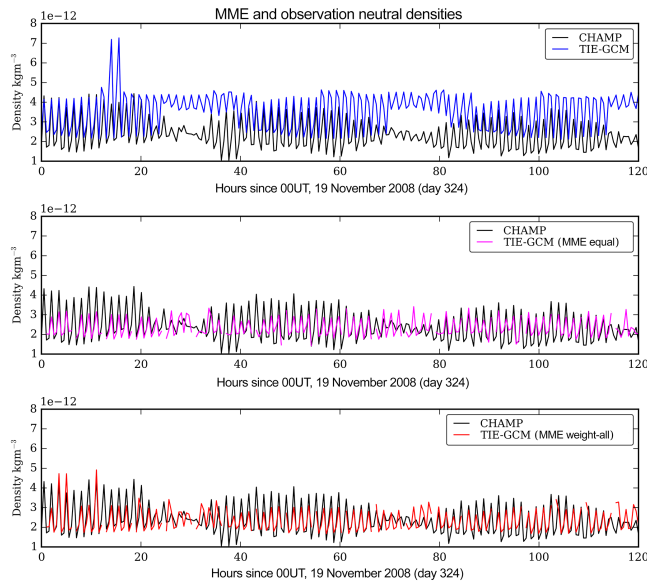 MME and observation neutral densities
1e−12
8
7
6
5
4
3
2
1
Density kgm⁻³
CHAMP
TIE-GCM
0 20 40 60 80 100 120
Hours since 00UT, 19 November 2008 (day 324)
1e−12
8
7
6
5
4
3
2
1
Density kgm⁻³
CHAMP
TIE-GCM (MME equal)
0 20 40 60 80 100 120
Hours since 00UT, 19 November 2008 (day 324)
1e−12
8
7
6
5
4
3
2
1
Density kgm⁻³
CHAMP
TIE-GCM (MME weight-all)
0 20 40 60 80 100 120
Hours since 00UT, 19 November 2008 (day 324)